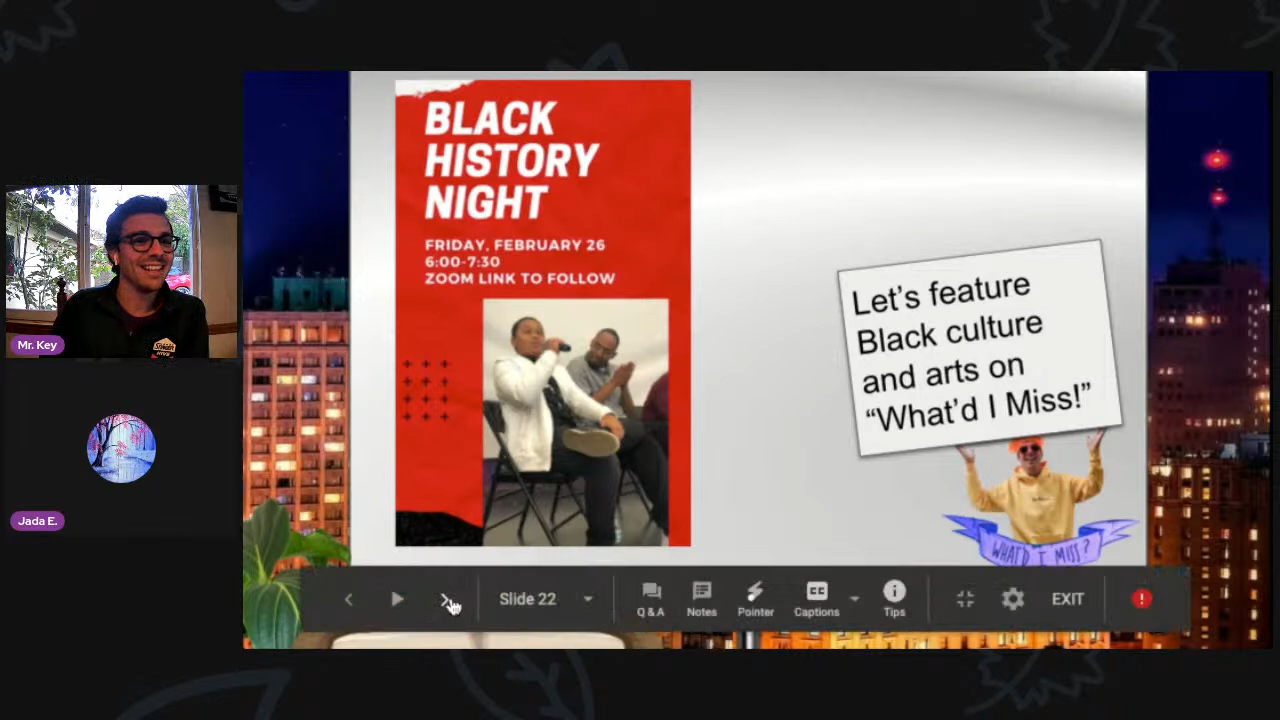 BLACK
HISTORY
NIGHT
FRIDAY, FEBRUARY 26
6:00-7:30
ZOOM LINK TO FOLLOW
Let's feature
Black culture
and arts on
“What'd I Miss!”
WHAT'D I MISS?
Mr. Key
Jada E.
Slide 22
Q & A
Notes
Pointer
Captions
Tips
EXIT